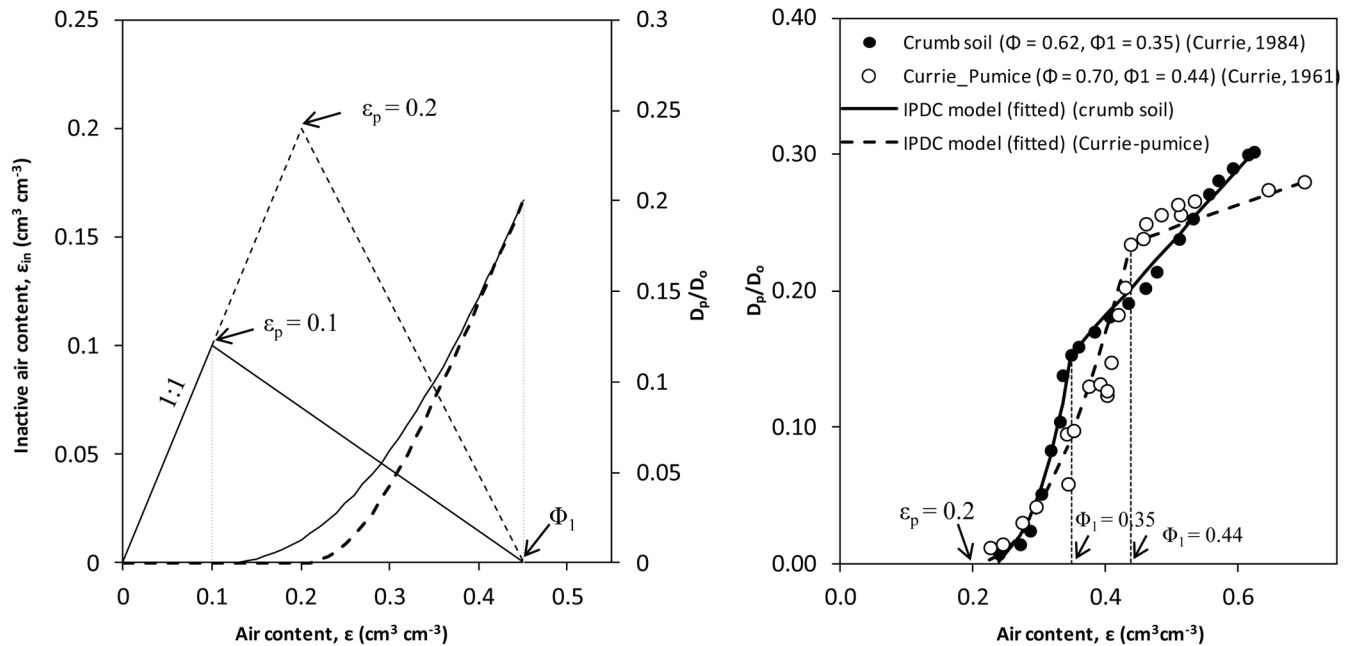 0.25
0.2
0.15
0.1
0.05
0
Inactive air content, εin (cm³ cm⁻³)
εp = 0.2
εp = 0.1
1:1
Φ1
0.3
0.25
0.2
0.15
0.1
0.05
0
Dp/Do
0 0.1 0.2 0.3 0.4 0.5
Air content, ε (cm³ cm⁻³)
0.40
0.30
0.20
0.10
0.00
Dp/Do
Crumb soil (Φ = 0.62, Φ1 = 0.35) (Currie, 1984)
Currie_Pumice (Φ = 0.70, Φ1 = 0.44) (Currie, 1961)
IPDC model (fitted) (crumb soil)
IPDC model (fitted) (Currie-pumice)
εp = 0.2
Φ1 = 0.35
Φ1 = 0.44
0.0 0.2 0.4 0.6
Air content, ε (cm³cm⁻³)